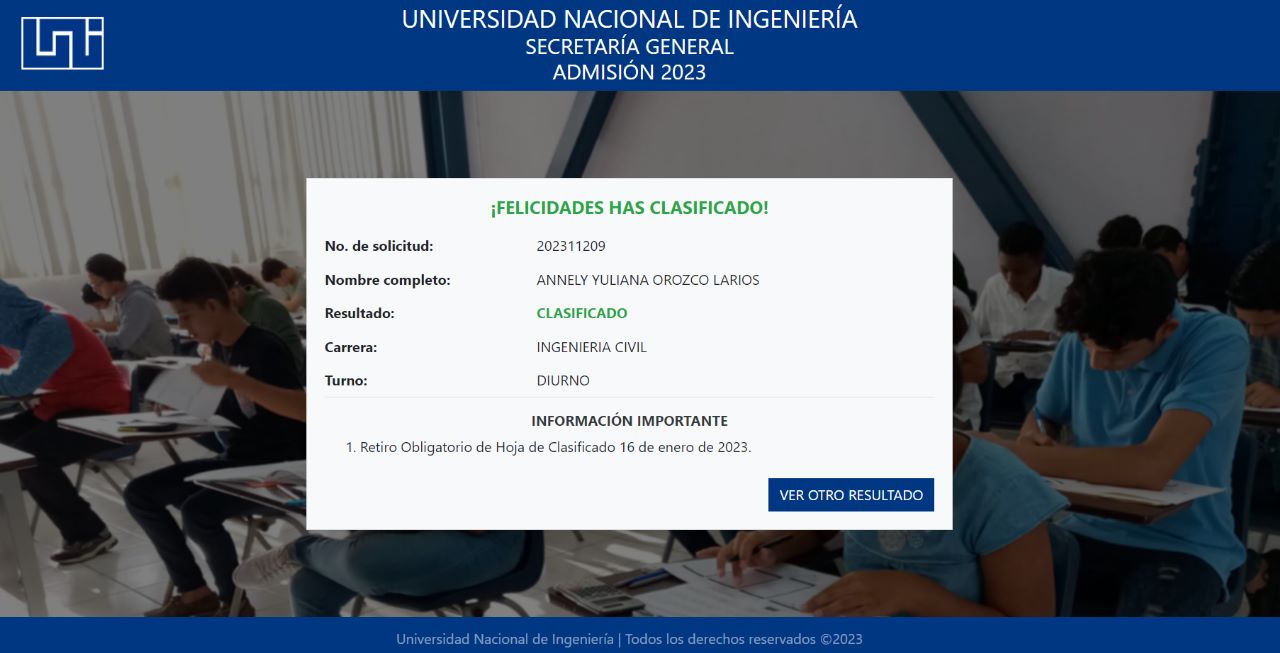 uni
UNIVERSIDAD NACIONAL DE INGENIERÍA
SECRETARÍA GENERAL
ADMISIÓN 2023
¡FELICIDADES HAS CLASIFICADO!
No. de solicitud: 202311209
Nombre completo: ANNELY YULIANA OROZCO LARIOS
Resultado: CLASIFICADO
Carrera: INGENIERIA CIVIL
Turno: DIURNO
INFORMACIÓN IMPORTANTE
1. Retiro Obligatorio de Hoja de Clasificado 16 de enero de 2023.
VER OTRO RESULTADO
Universidad Nacional de Ingeniería | Todos los derechos reservados ©2023